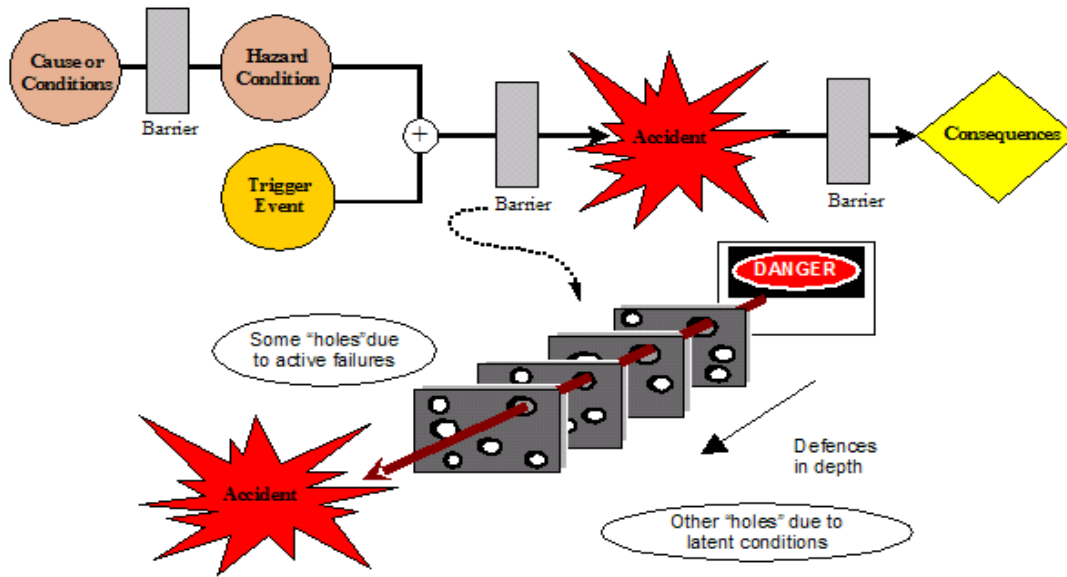 Cause or
Conditions
Barrier
Hazard
Condition
+
Trigger
Event
Barrier
Accident
Barrier
Consequences
DANGER
Some “holes”due
to active failures
Defences
in depth
Accident
Other “holes” due to
latent conditions